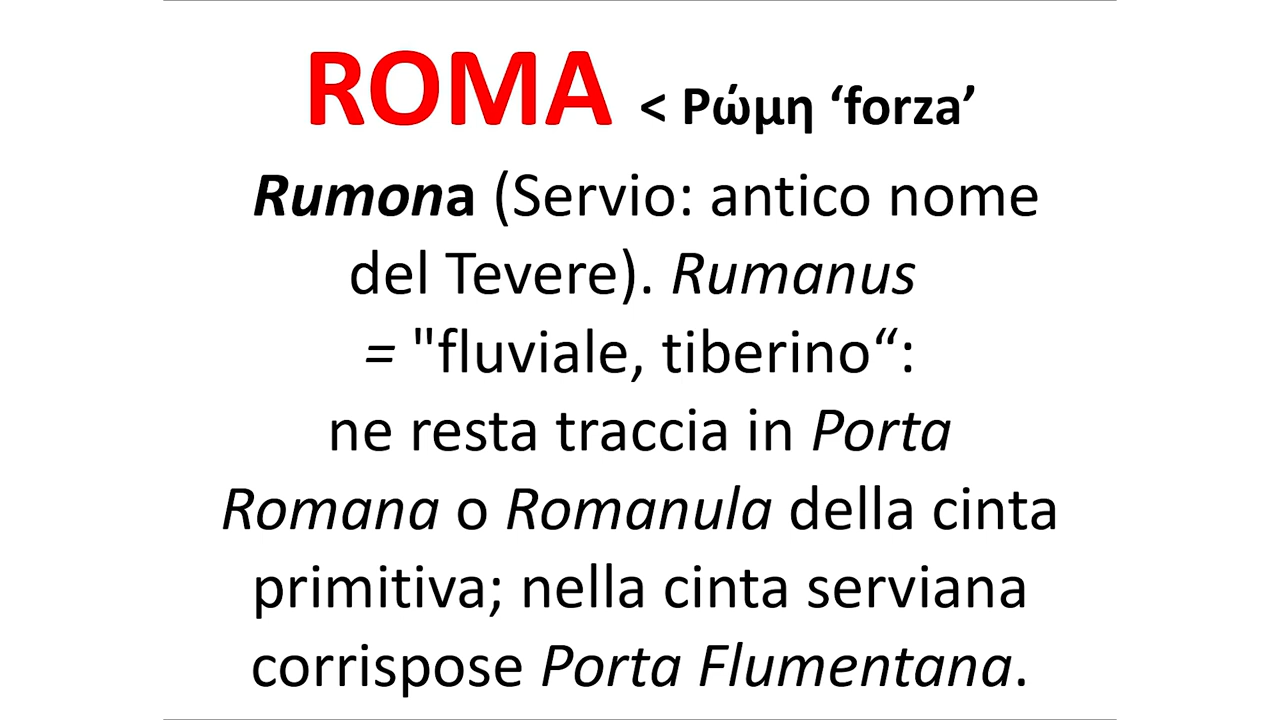 ROMA < Ρώμη ‘forza’
Rumona (Servio: antico nome
del Tevere). Rumanus
= "fluviale, tiberino“:
ne resta traccia in Porta
Romana o Romanula della cinta
primitiva; nella cinta serviana
corrispose Porta Flumentana.